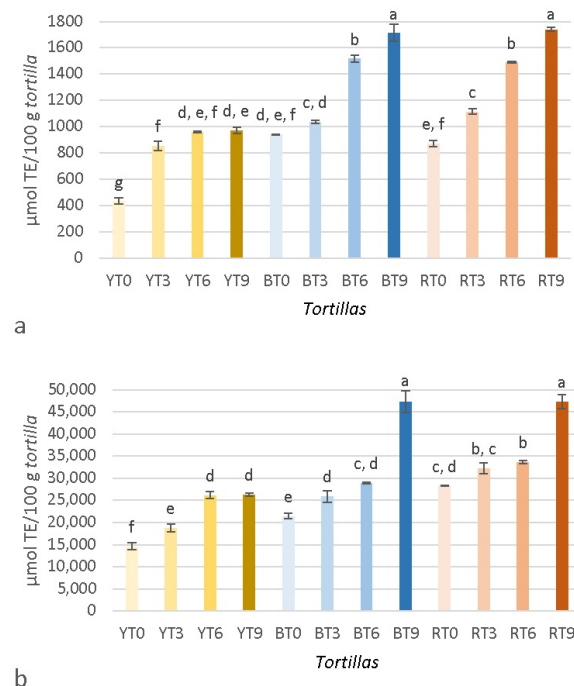 1800
1600
1400
1200
1000
800
600
400
200
0
µmol TE/100 g tortilla
g
f
d, e, f
d, e
d, e, f
c, d
b
a
e, f
c
b
a
YT0 YT3 YT6 YT9 BT0 BT3 BT6 BT9 RT0 RT3 RT6 RT9
Tortillas
a
50,000
45,000
40,000
35,000
30,000
25,000
20,000
15,000
10,000
5,000
0
µmol TE/100 g tortilla
f
e
d
d
e
d
c, d
a
c, d
b, c
b
a
YT0 YT3 YT6 YT9 BT0 BT3 BT6 BT9 RT0 RT3 RT6 RT9
Tortillas
b